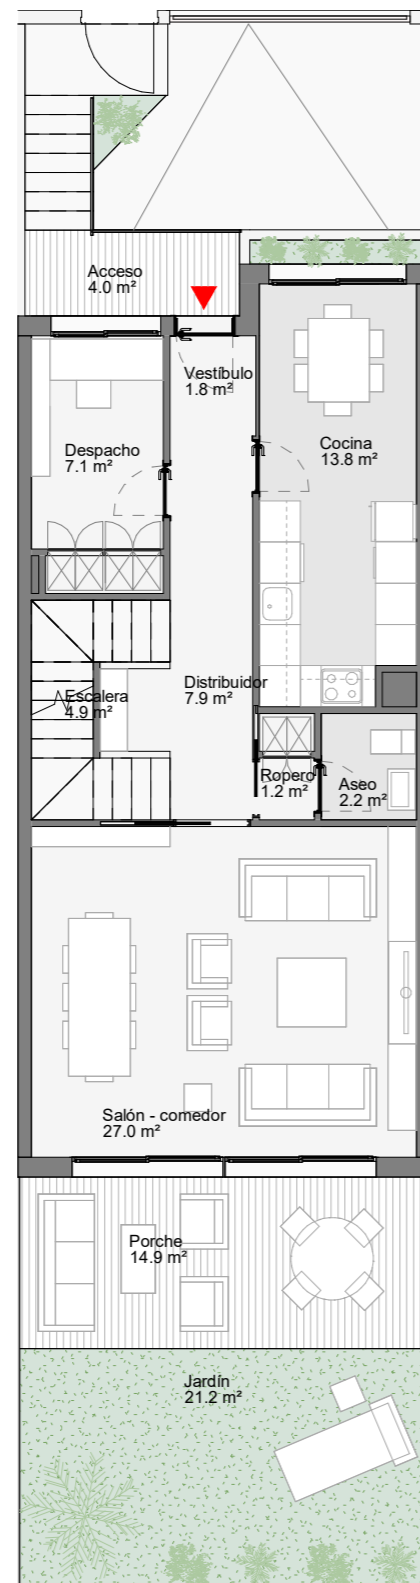 Acceso
4.0 m²
Vestíbulo
1.8 m²
Despacho
7.1 m²
Cocina
13.8 m²
Escalera
4.9 m²
Distribuidor
7.9 m²
Ropero
1.2 m²
Aseo
2.2 m²
Salón - comedor
27.0 m²
Porche
14.9 m²
Jardín
21.2 m²